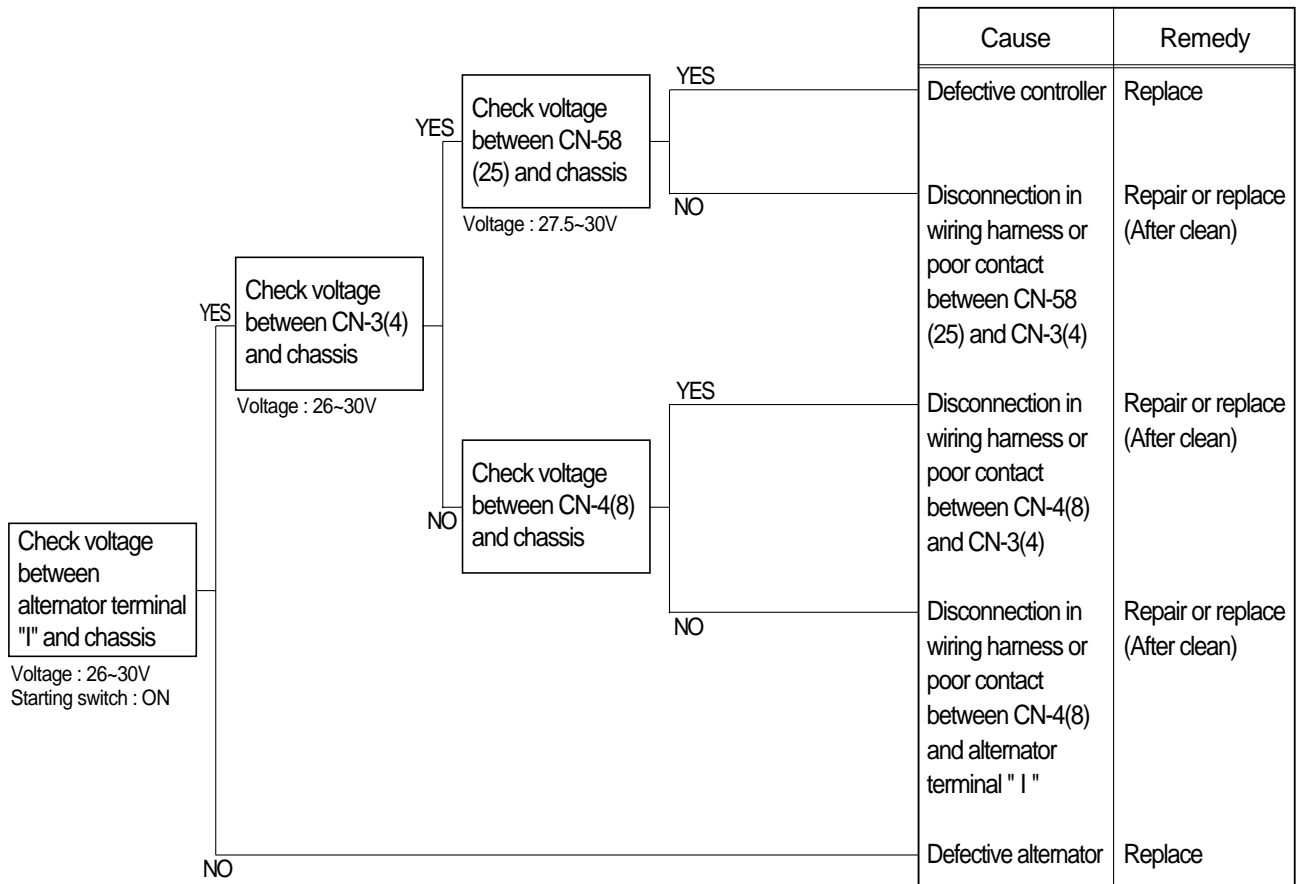 Cause
Remedy
YES
Defective controller
Replace
Check voltage
between CN-58
(25) and chassis
YES
Voltage : 27.5~30V
NO
Disconnection in
wiring harness or
poor contact
between CN-58
(25) and CN-3(4)
Repair or replace
(After clean)
Check voltage
between CN-3(4)
and chassis
YES
Voltage : 26~30V
YES
Disconnection in
wiring harness or
poor contact
between CN-4(8)
and CN-3(4)
Repair or replace
(After clean)
Check voltage
between CN-4(8)
and chassis
NO
Check voltage
between
alternator terminal
"I" and chassis
Voltage : 26~30V
Starting switch : ON
NO
Disconnection in
wiring harness or
poor contact
between CN-4(8)
and alternator
terminal " I "
Repair or replace
(After clean)
NO
Defective alternator
Replace